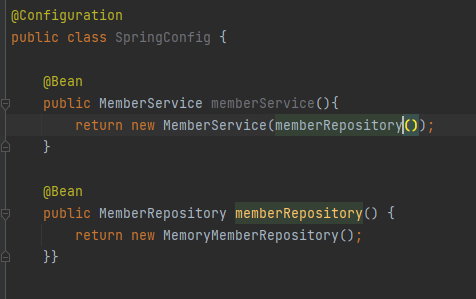 @Configuration
public class SpringConfig {
@Bean
public MemberService memberService(){
return new MemberService(memberRepository());
}
@Bean
public MemberRepository memberRepository() {
return new MemoryMemberRepository();
}}